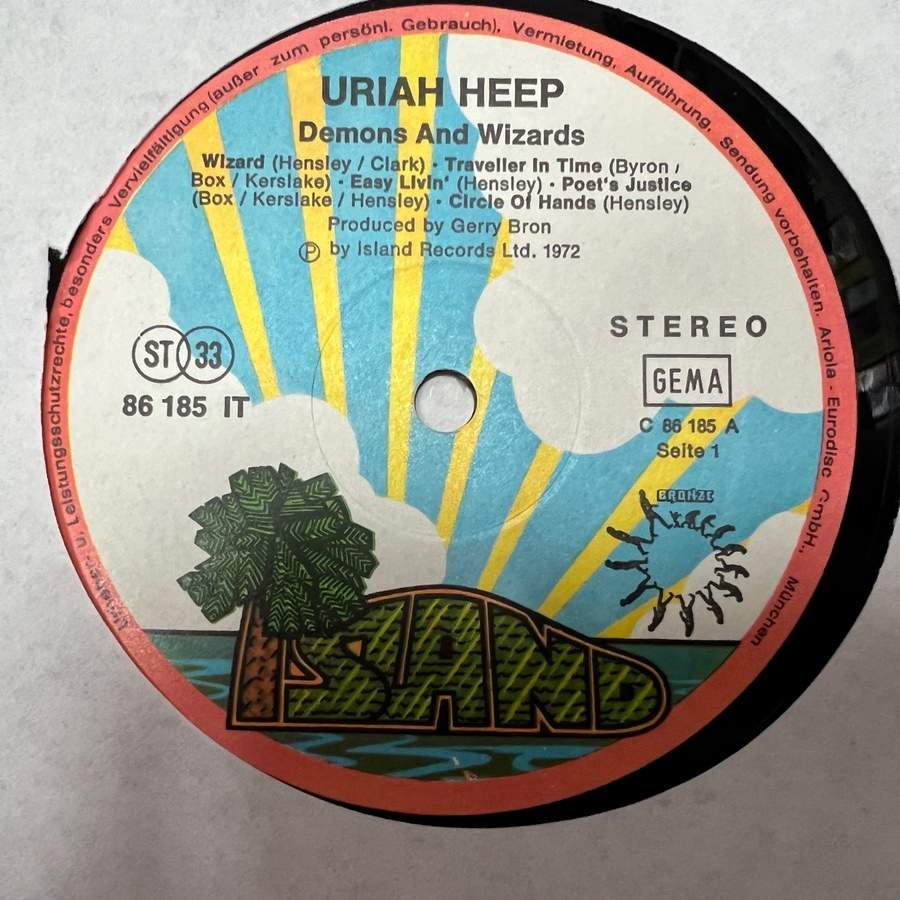 Urheber- u. Leistungsschutzrechte, besonders Vervielfältigung (außer zum persönl. Gebrauch), Vermietung, Aufführung, Sendung vorbehalten. Ariola - Eurodisc GmbH., München
URIAH HEEP
Demons And Wizards
Wizard (Hensley / Clark) · Traveller In Time (Byron /
Box / Kerslake) · Easy Livin' (Hensley) · Poet's Justice
(Box / Kerslake / Hensley) · Circle Of Hands (Hensley)
Produced by Gerry Bron
Ⓟ by Island Records Ltd. 1972
STEREO
ST 33
GEMA
86 185 IT
C 86 185 A
Seite 1
BRONZE
ISLAND